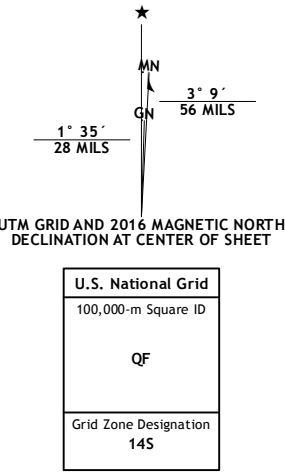 ★
MN
3° 9´
56 MILS
GN
1° 35´
28 MILS
UTM GRID AND 2016 MAGNETIC NORTH
DECLINATION AT CENTER OF SHEET
U.S. National Grid
100,000-m Square ID
QF
Grid Zone Designation
14S